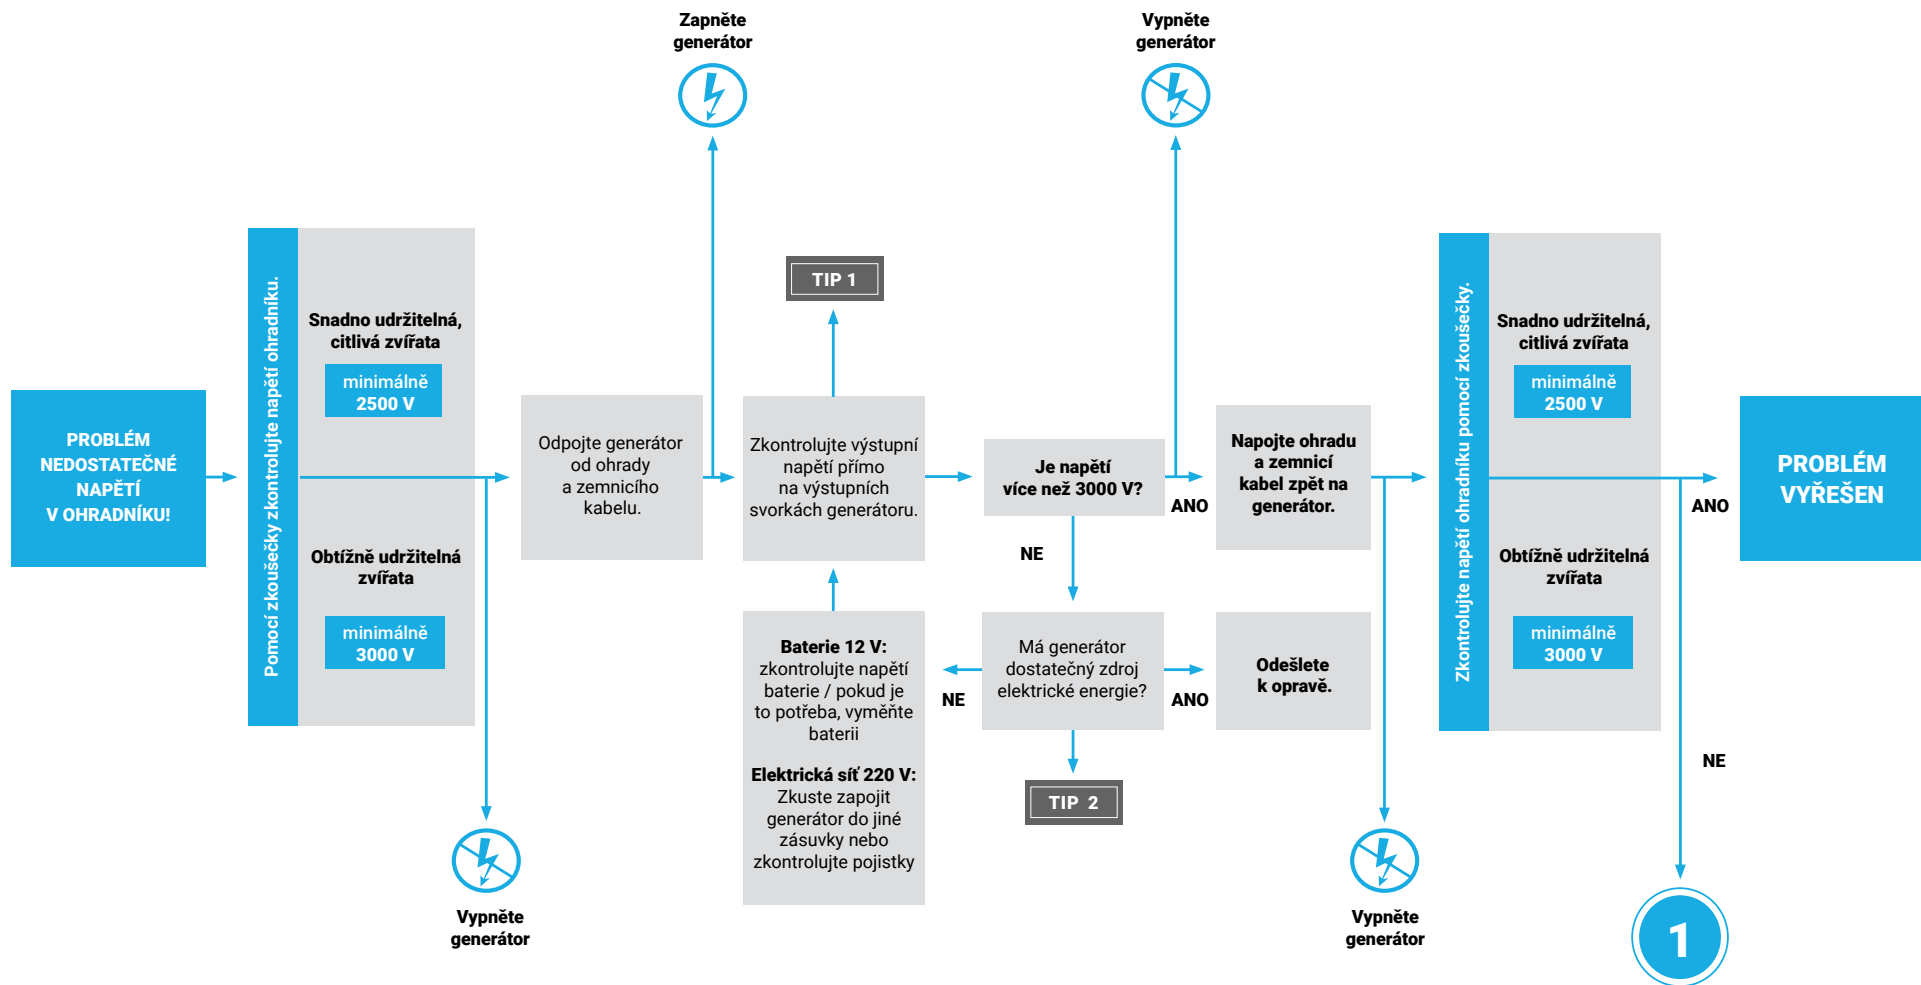 Zapněte
generátor
Vypněte
generátor
TIP 1
PROBLÉM
NEDOSTATEČNÉ
NAPĚTÍ
V OHRADNÍKU!
Pomocí zkoušečky zkontrolujte napětí ohradníku.
Snadno udržitelná,
citlivá zvířata
minimálně
2500 V
Obtížně udržitelná
zvířata
minimálně
3000 V
Vypněte
generátor
Odpojte generátor
od ohrady
a zemnicího
kabelu.
Zkontrolujte výstupní
napětí přímo
na výstupních
svorkách generátoru.
Je napětí
více než 3000 V?
ANO
NE
Napojte ohradu
a zemnicí
kabel zpět na
generátor.
Baterie 12 V:
zkontrolujte napětí
baterie / pokud je
to potřeba, vyměňte
baterii
Elektrická síť 220 V:
Zkuste zapojit
generátor do jiné
zásuvky nebo
zkontrolujte pojistky
NE
Má generátor
dostatečný zdroj
elektrické energie?
ANO
Odešlete
k opravě.
TIP 2
Vypněte
generátor
Zkontrolujte napětí ohradníku pomocí zkoušečky.
Snadno udržitelná,
citlivá zvířata
minimálně
2500 V
Obtížně udržitelná
zvířata
minimálně
3000 V
ANO
PROBLÉM
VYŘEŠEN
NE
1